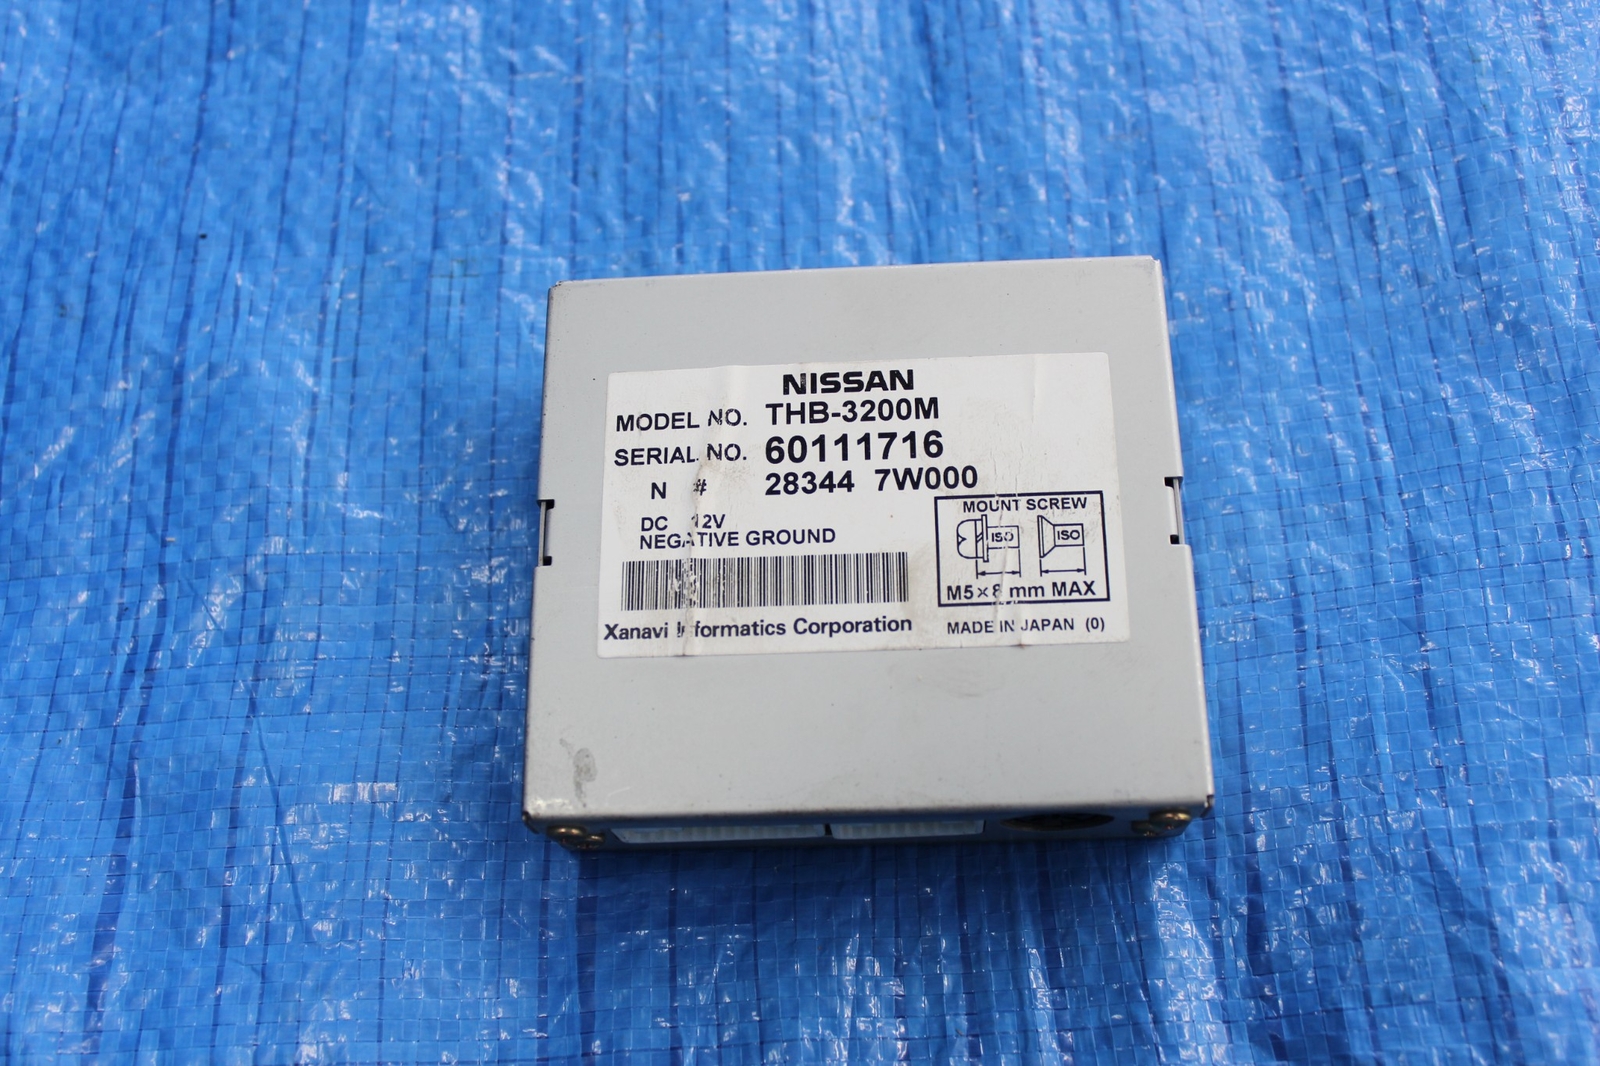 NISSAN
MODEL NO. THB-3200M
SERIAL NO. 60111716
N # 28344 7W000
DC 12V
NEGATIVE GROUND
MOUNT SCREW
ISO ISO
M5×8 mm MAX
Xanavi Informatics Corporation
MADE IN JAPAN (0)